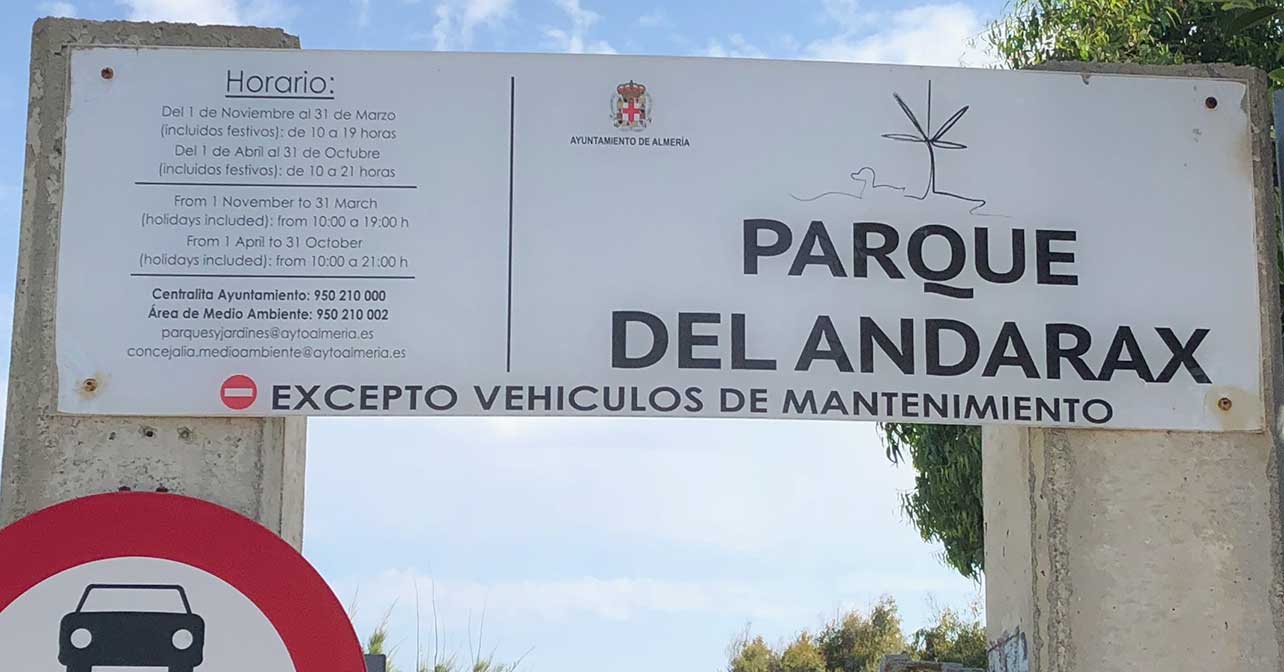 Horario:
Del 1 de Noviembre al 31 de Marzo
(incluidos festivos): de 10 a 19 horas
Del 1 de Abril al 31 de Octubre
(incluidos festivos): de 10 a 21 horas
From 1 November to 31 March
(holidays included): from 10:00 a 19:00 h
From 1 April to 31 October
(holidays included): from 10:00 a 21:00 h
Centralita Ayuntamiento: 950 210 000
Área de Medio Ambiente: 950 210 002
parquesyjardines@aytoalmeria.es
concejalia.medioambiente@aytoalmeria.es
AYUNTAMIENTO DE ALMERÍA
PARQUE
DEL ANDARAX
EXCEPTO VEHICULOS DE MANTENIMIENTO